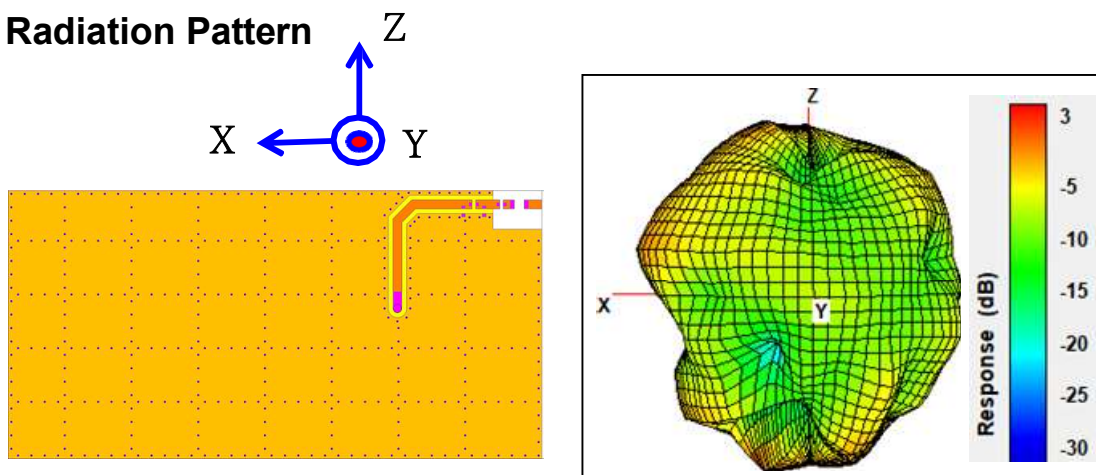 Radiation Pattern
Z
X
Y
Z
X
Y
3
-5
-10
-15
-20
-25
-30
Response (dB)